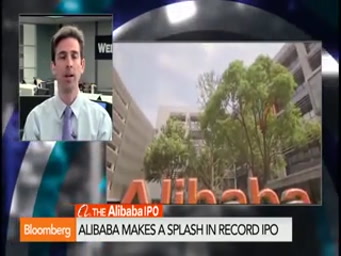 WE
Alibaba
THE Alibaba IPO
Bloomberg
ALIBABA MAKES A SPLASH IN RECORD IPO